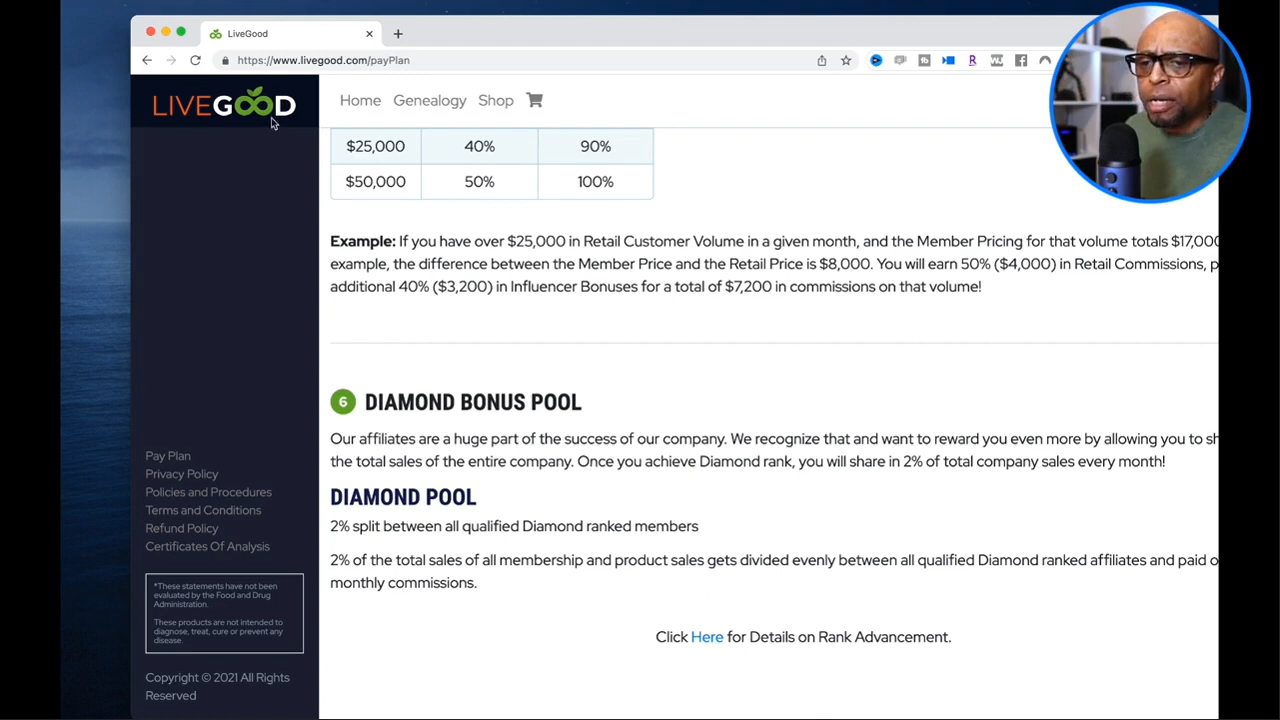 LiveGood
https://www.livegood.com/payPlan
LIVEGOOD
Home Genealogy Shop
$25,000 40% 90%
$50,000 50% 100%
Example: If you have over $25,000 in Retail Customer Volume in a given month, and the Member Pricing for that volume totals
example, the difference between the Member Price and the Retail Price is $8,000. You will earn 50% ($4,000) in Retail Commissions,
additional 40% ($3,200) in Influencer Bonuses for a total of $7,200 in commissions on that volume!
6 DIAMOND BONUS POOL
Our affiliates are a huge part of the success of our company. We recognize that and want to reward you even more by allowing you to
the total sales of the entire company. Once you achieve Diamond rank, you will share in 2% of total company sales every month!
DIAMOND POOL
2% split between all qualified Diamond ranked members
2% of the total sales of all membership and product sales gets divided evenly between all qualified Diamond ranked affiliates and paid
monthly commissions.
Click Here for Details on Rank Advancement.
Pay Plan
Privacy Policy
Policies and Procedures
Terms and Conditions
Refund Policy
Certificates Of Analysis
*These statements have not been
evaluated by the Food and Drug
Administration.
These products are not intended to
diagnose, treat, cure or prevent any
disease.
Copyright © 2021 All Rights
Reserved